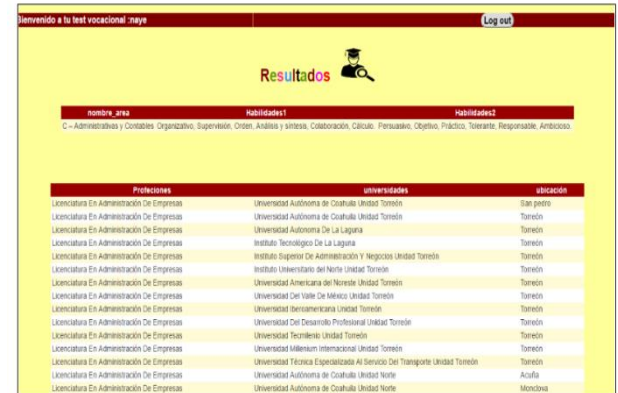 Bienvenido a tu test vocacional :naye Log out
Resultados
nombre_area Habilidades1 Habilidades2
C – Administrativas y Contables Organizativo, Supervisión, Orden, Análisis y síntesis, Colaboración, Cálculo. Persuasivo, Objetivo, Práctico, Tolerante, Responsable, Ambicioso.
Profeciones universidades ubicación
Licenciatura En Administración De Empresas Universidad Autónoma de Coahuila Unidad Torreón San pedro
Licenciatura En Administración De Empresas Universidad Autónoma de Coahuila Unidad Torreón Torreón
Licenciatura En Administración De Empresas Universidad Autonoma De La Laguna Torreón
Licenciatura En Administración De Empresas Instituto Tecnológico De La Laguna Torreón
Licenciatura En Administración De Empresas Instituto Superior De Administración Y Negocios Unidad Torreón Torreón
Licenciatura En Administración De Empresas Instituto Universitario del Norte Unidad Torreón Torreón
Licenciatura En Administración De Empresas Universidad Americana del Noreste Unidad Torreón Torreón
Licenciatura En Administración De Empresas Universidad Del Valle De México Unidad Torreón Torreón
Licenciatura En Administración De Empresas Universidad Iberoamericana Unidad Torreón Torreón
Licenciatura En Administración De Empresas Universidad Del Desarrollo Profesional Unidad Torreón Torreón
Licenciatura En Administración De Empresas Universidad Tecmilenio Unidad Torreón Torreón
Licenciatura En Administración De Empresas Universidad Millenium Internacional Unidad Torreón Torreón
Licenciatura En Administración De Empresas Universidad Técnica Especializada Al Servicio Del Transporte Unidad Torreón Torreón
Licenciatura En Administración De Empresas Universidad Autónoma de Coahuila Unidad Norte Acuña
Licenciatura En Administración De Empresas Universidad Autónoma de Coahuila Unidad Norte Monclova